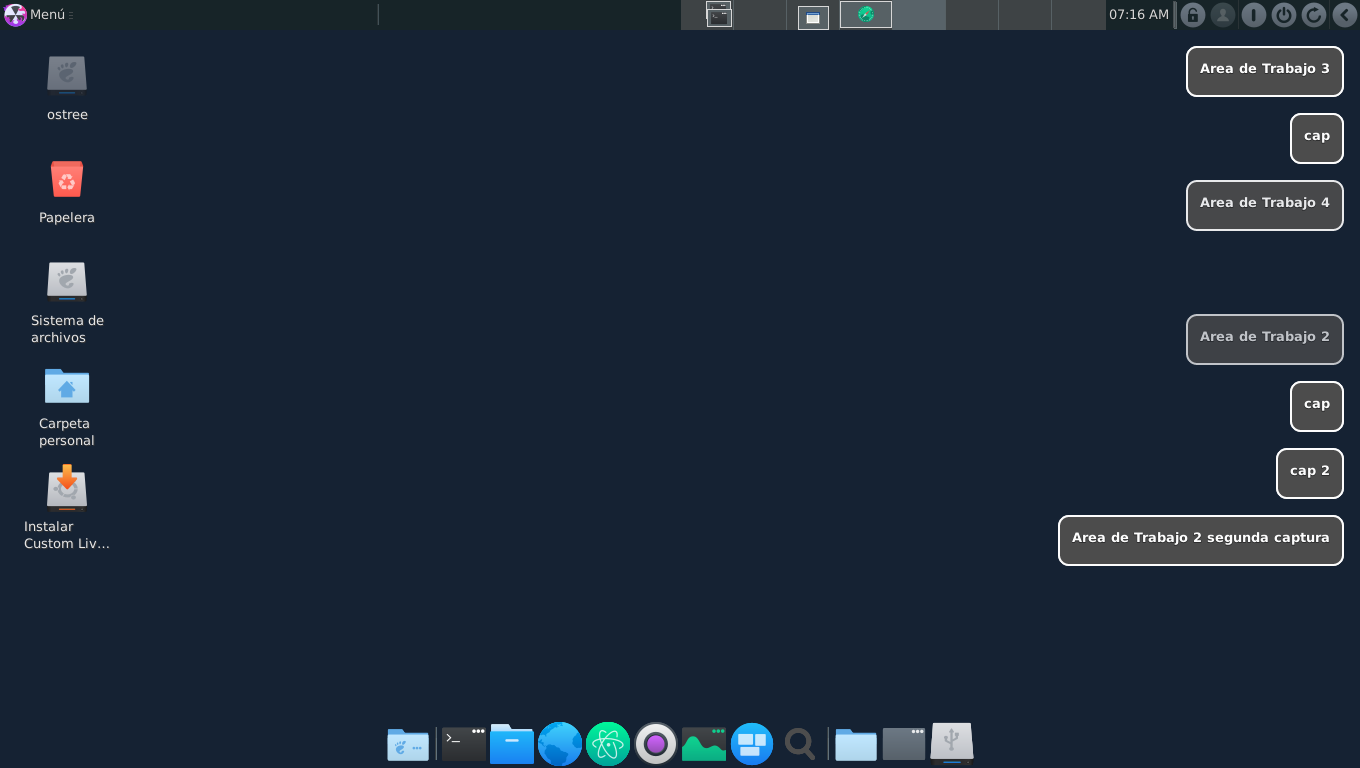 Menú
07:16 AM
ostree
Papelera
Sistema de
archivos
Carpeta
personal
Instalar
Custom Liv...
Area de Trabajo 3
cap
Area de Trabajo 4
Area de Trabajo 2
cap
cap 2
Area de Trabajo 2 segunda captura